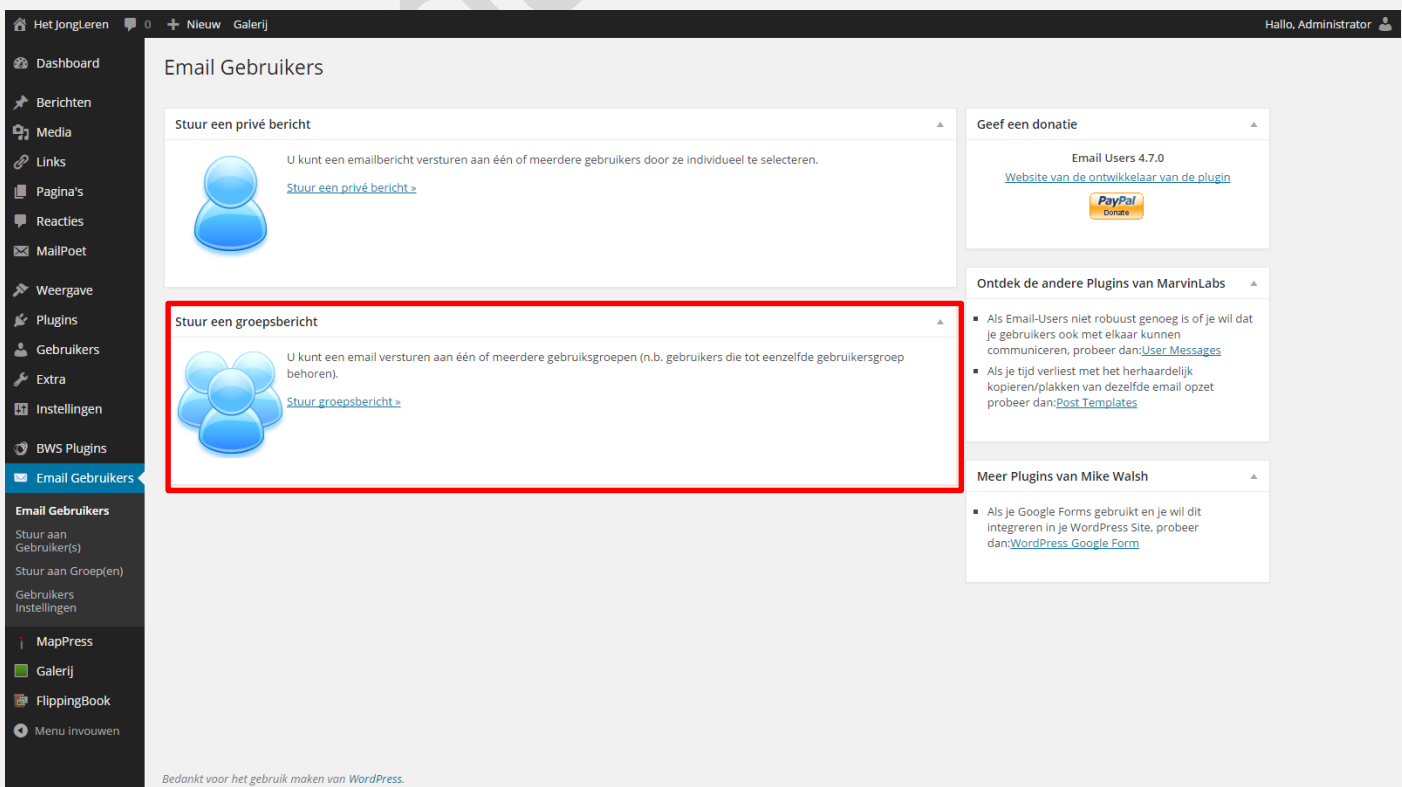 Het JongLeren 0 Nieuw Galerij Hallo, Administrator
Dashboard
Berichten
Media
Links
Pagina's
Reacties
MailPoet
Weergave
Plugins
Gebruikers
Extra
Instellingen
BWS Plugins
Email Gebruikers
Email Gebruikers
Stuur aan
Gebruiker(s)
Stuur aan Groep(en)
Gebruikers
Instellingen
MapPress
Galerij
FlippingBook
Menu invouwen
Email Gebruikers
Stuur een privé bericht
U kunt een emailbericht versturen aan één of meerdere gebruikers door ze individueel te selecteren.
Stuur een privé bericht »
Stuur een groepsbericht
U kunt een email versturen aan één of meerdere gebruiksgroepen (n.b. gebruikers die tot eenzelfde gebruikersgroep
behoren).
Stuur groepsbericht »
Geef een donatie
Email Users 4.7.0
Website van de ontwikkelaar van de plugin
PayPal
Donate
Ontdek de andere Plugins van MarvinLabs
Als Email-Users niet robuust genoeg is of je wil dat
je gebruikers ook met elkaar kunnen
communiceren, probeer dan:User Messages
Als je tijd verliest met het herhaardelijk
kopieren/plakken van dezelfde email opzet
probeer dan:Post Templates
Meer Plugins van Mike Walsh
Als je Google Forms gebruikt en je wil dit
integreren in je WordPress Site, probeer
dan:WordPress Google Form
Bedankt voor het gebruik maken van WordPress.